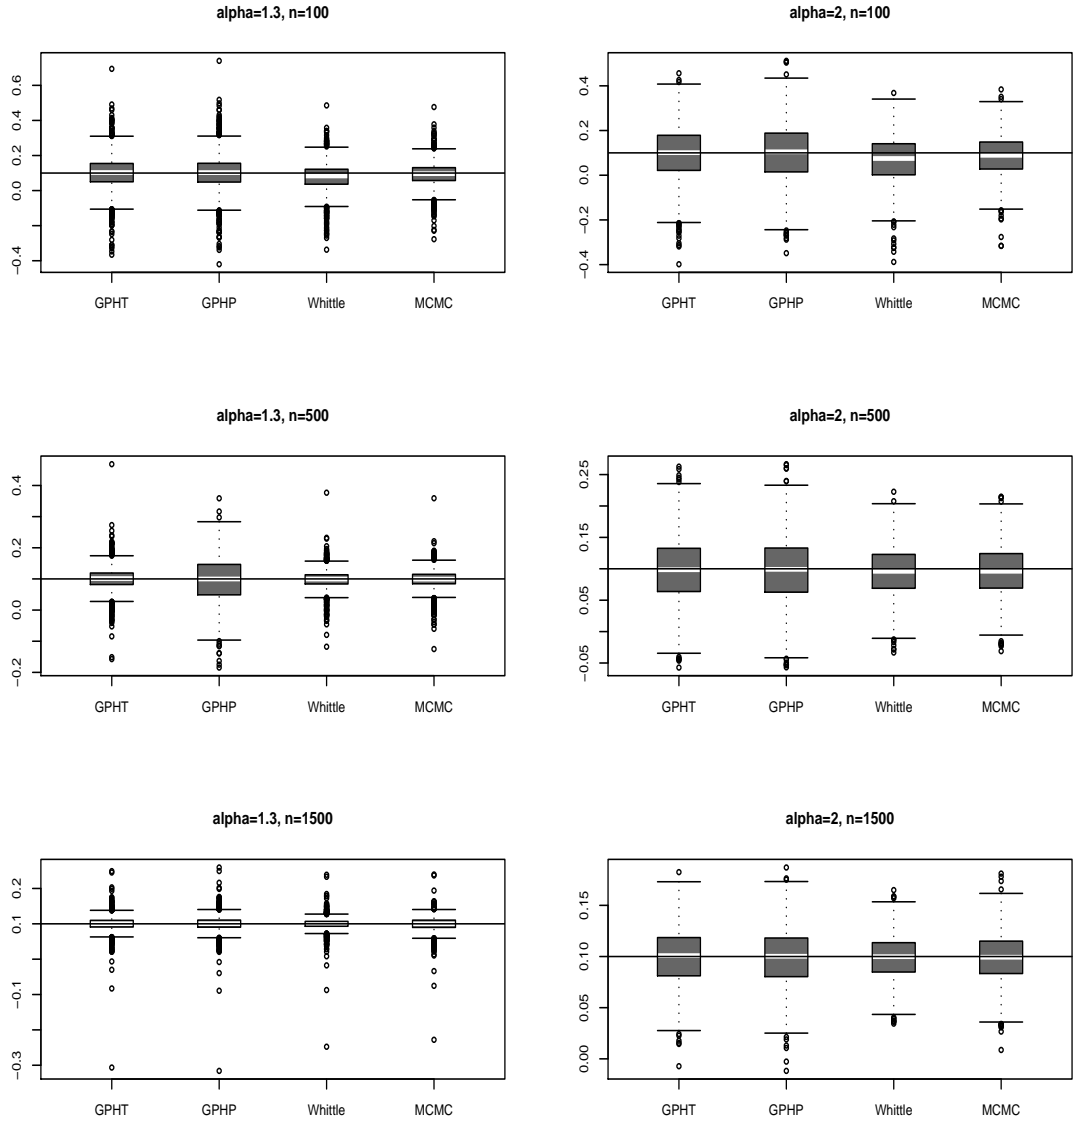 alpha=1.3, n=100
0.6
0.4
0.2
0.0
−0.4
GPHT GPHP Whittle MCMC
alpha=2, n=100
0.4
0.2
0.0
−0.2
−0.4
GPHT GPHP Whittle MCMC
alpha=1.3, n=500
0.4
0.2
0.0
−0.2
GPHT GPHP Whittle MCMC
alpha=2, n=500
0.25
0.15
0.05
−0.05
GPHT GPHP Whittle MCMC
alpha=1.3, n=1500
0.2
0.1
−0.1
−0.3
GPHT GPHP Whittle MCMC
alpha=2, n=1500
0.15
0.10
0.05
0.00
GPHT GPHP Whittle MCMC